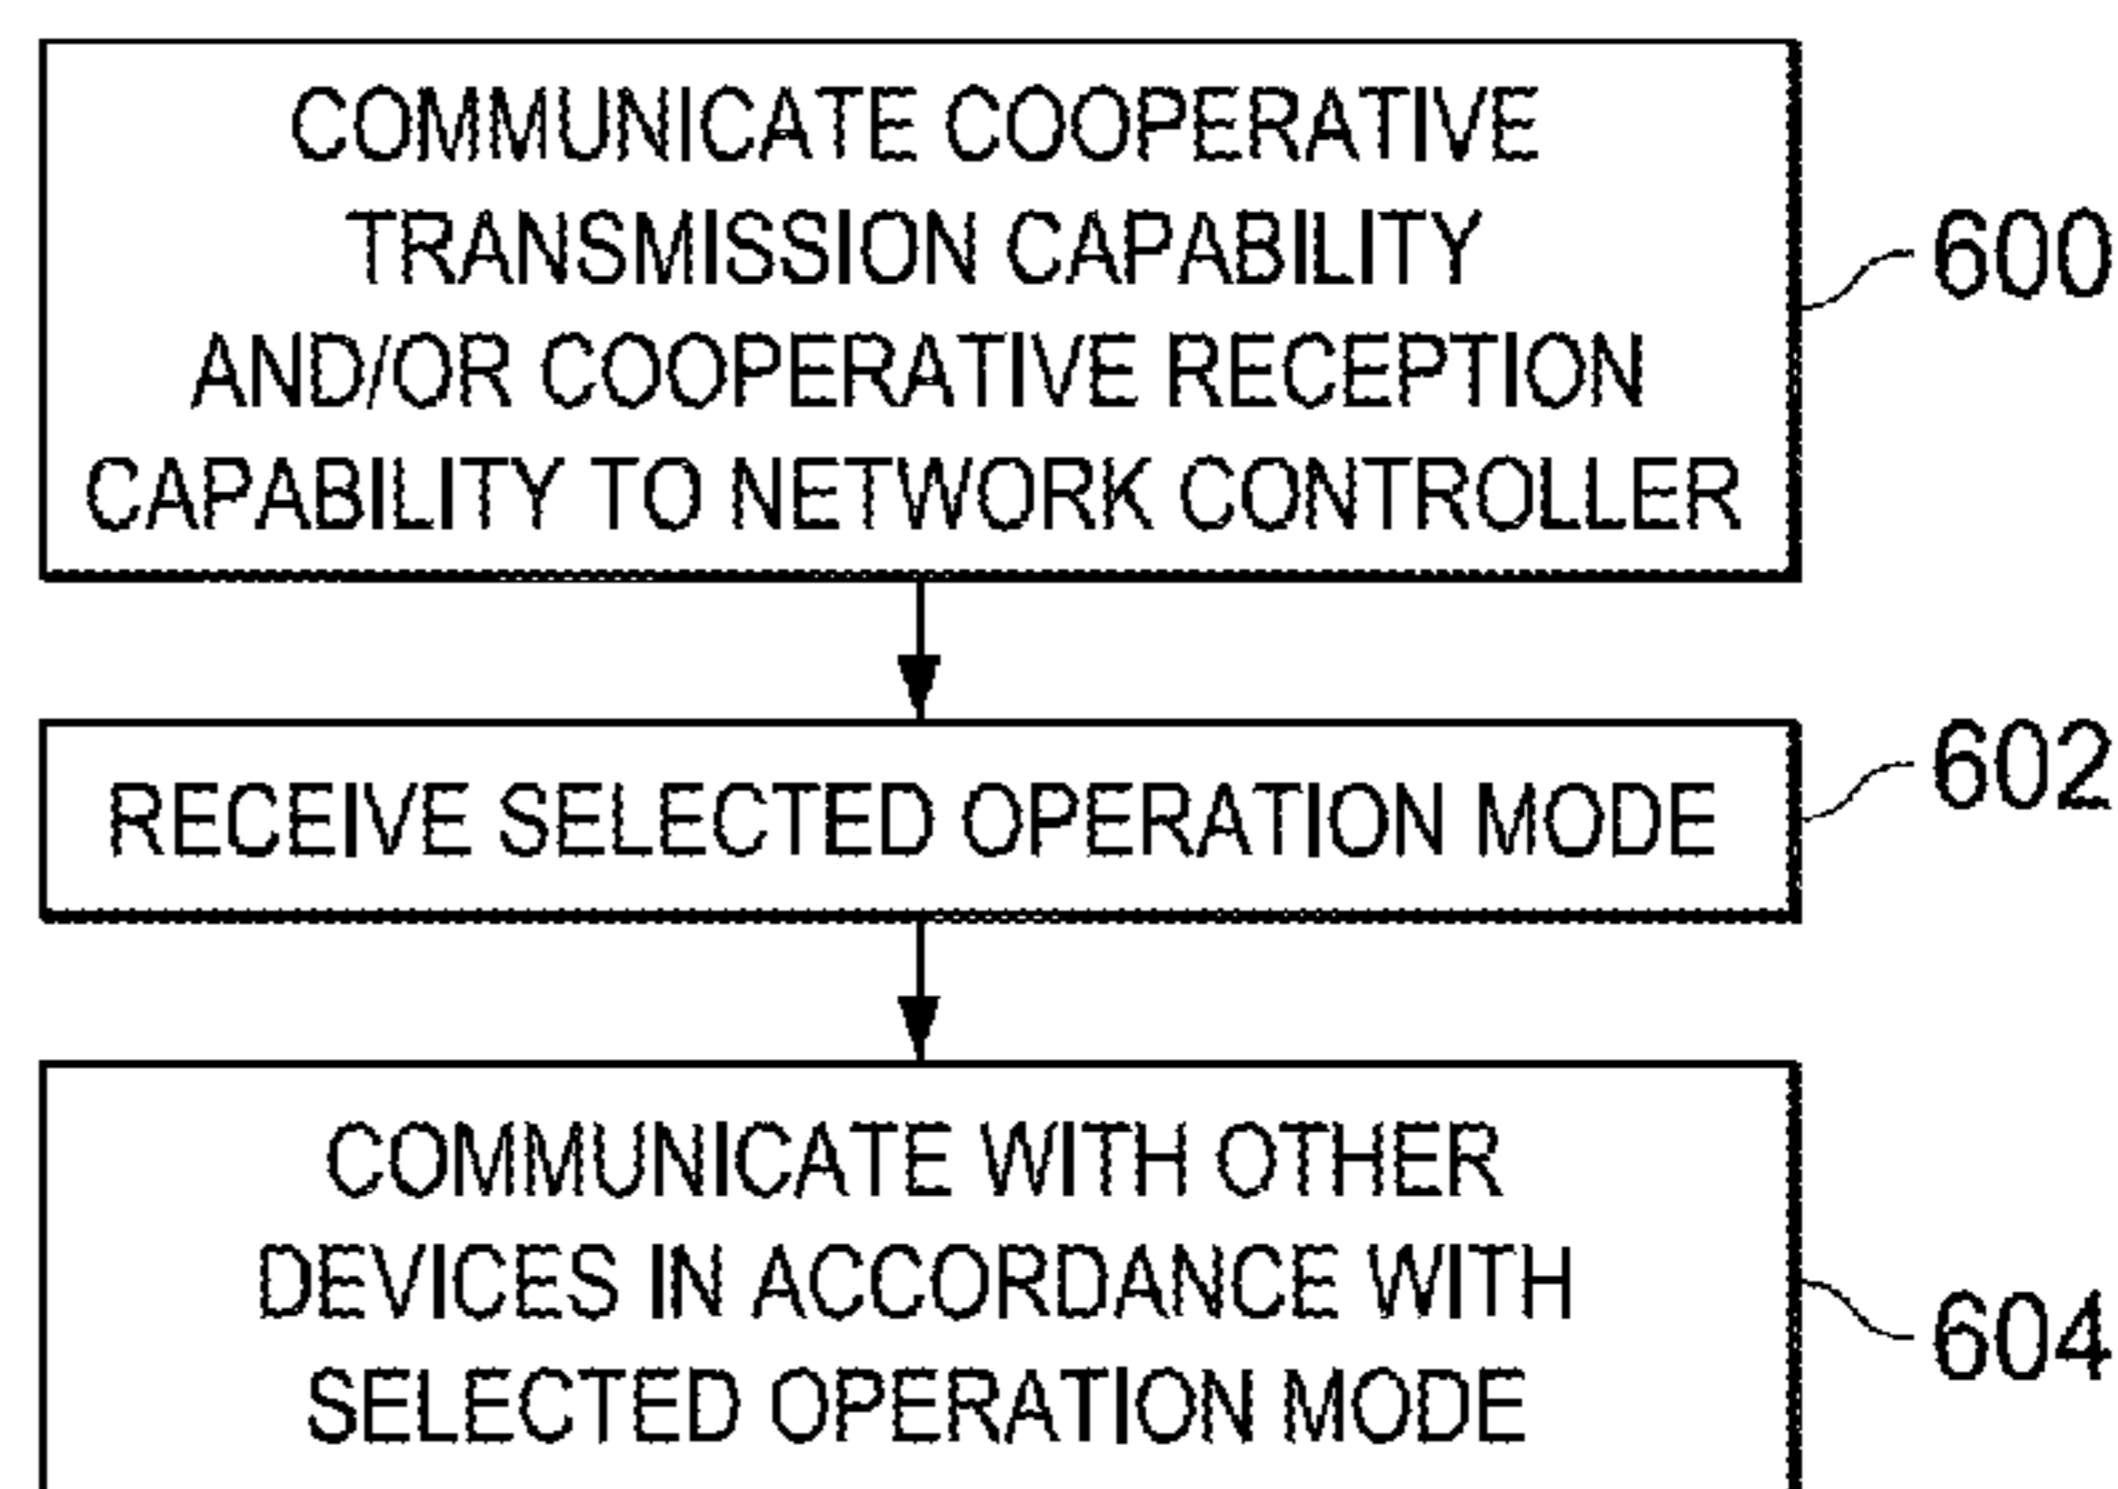 COMMUNICATE COOPERATIVE
TRANSMISSION CAPABILITY
AND/OR COOPERATIVE RECEPTION
CAPABILITY TO NETWORK CONTROLLER
600
RECEIVE SELECTED OPERATION MODE
602
COMMUNICATE WITH OTHER
DEVICES IN ACCORDANCE WITH
SELECTED OPERATION MODE
604